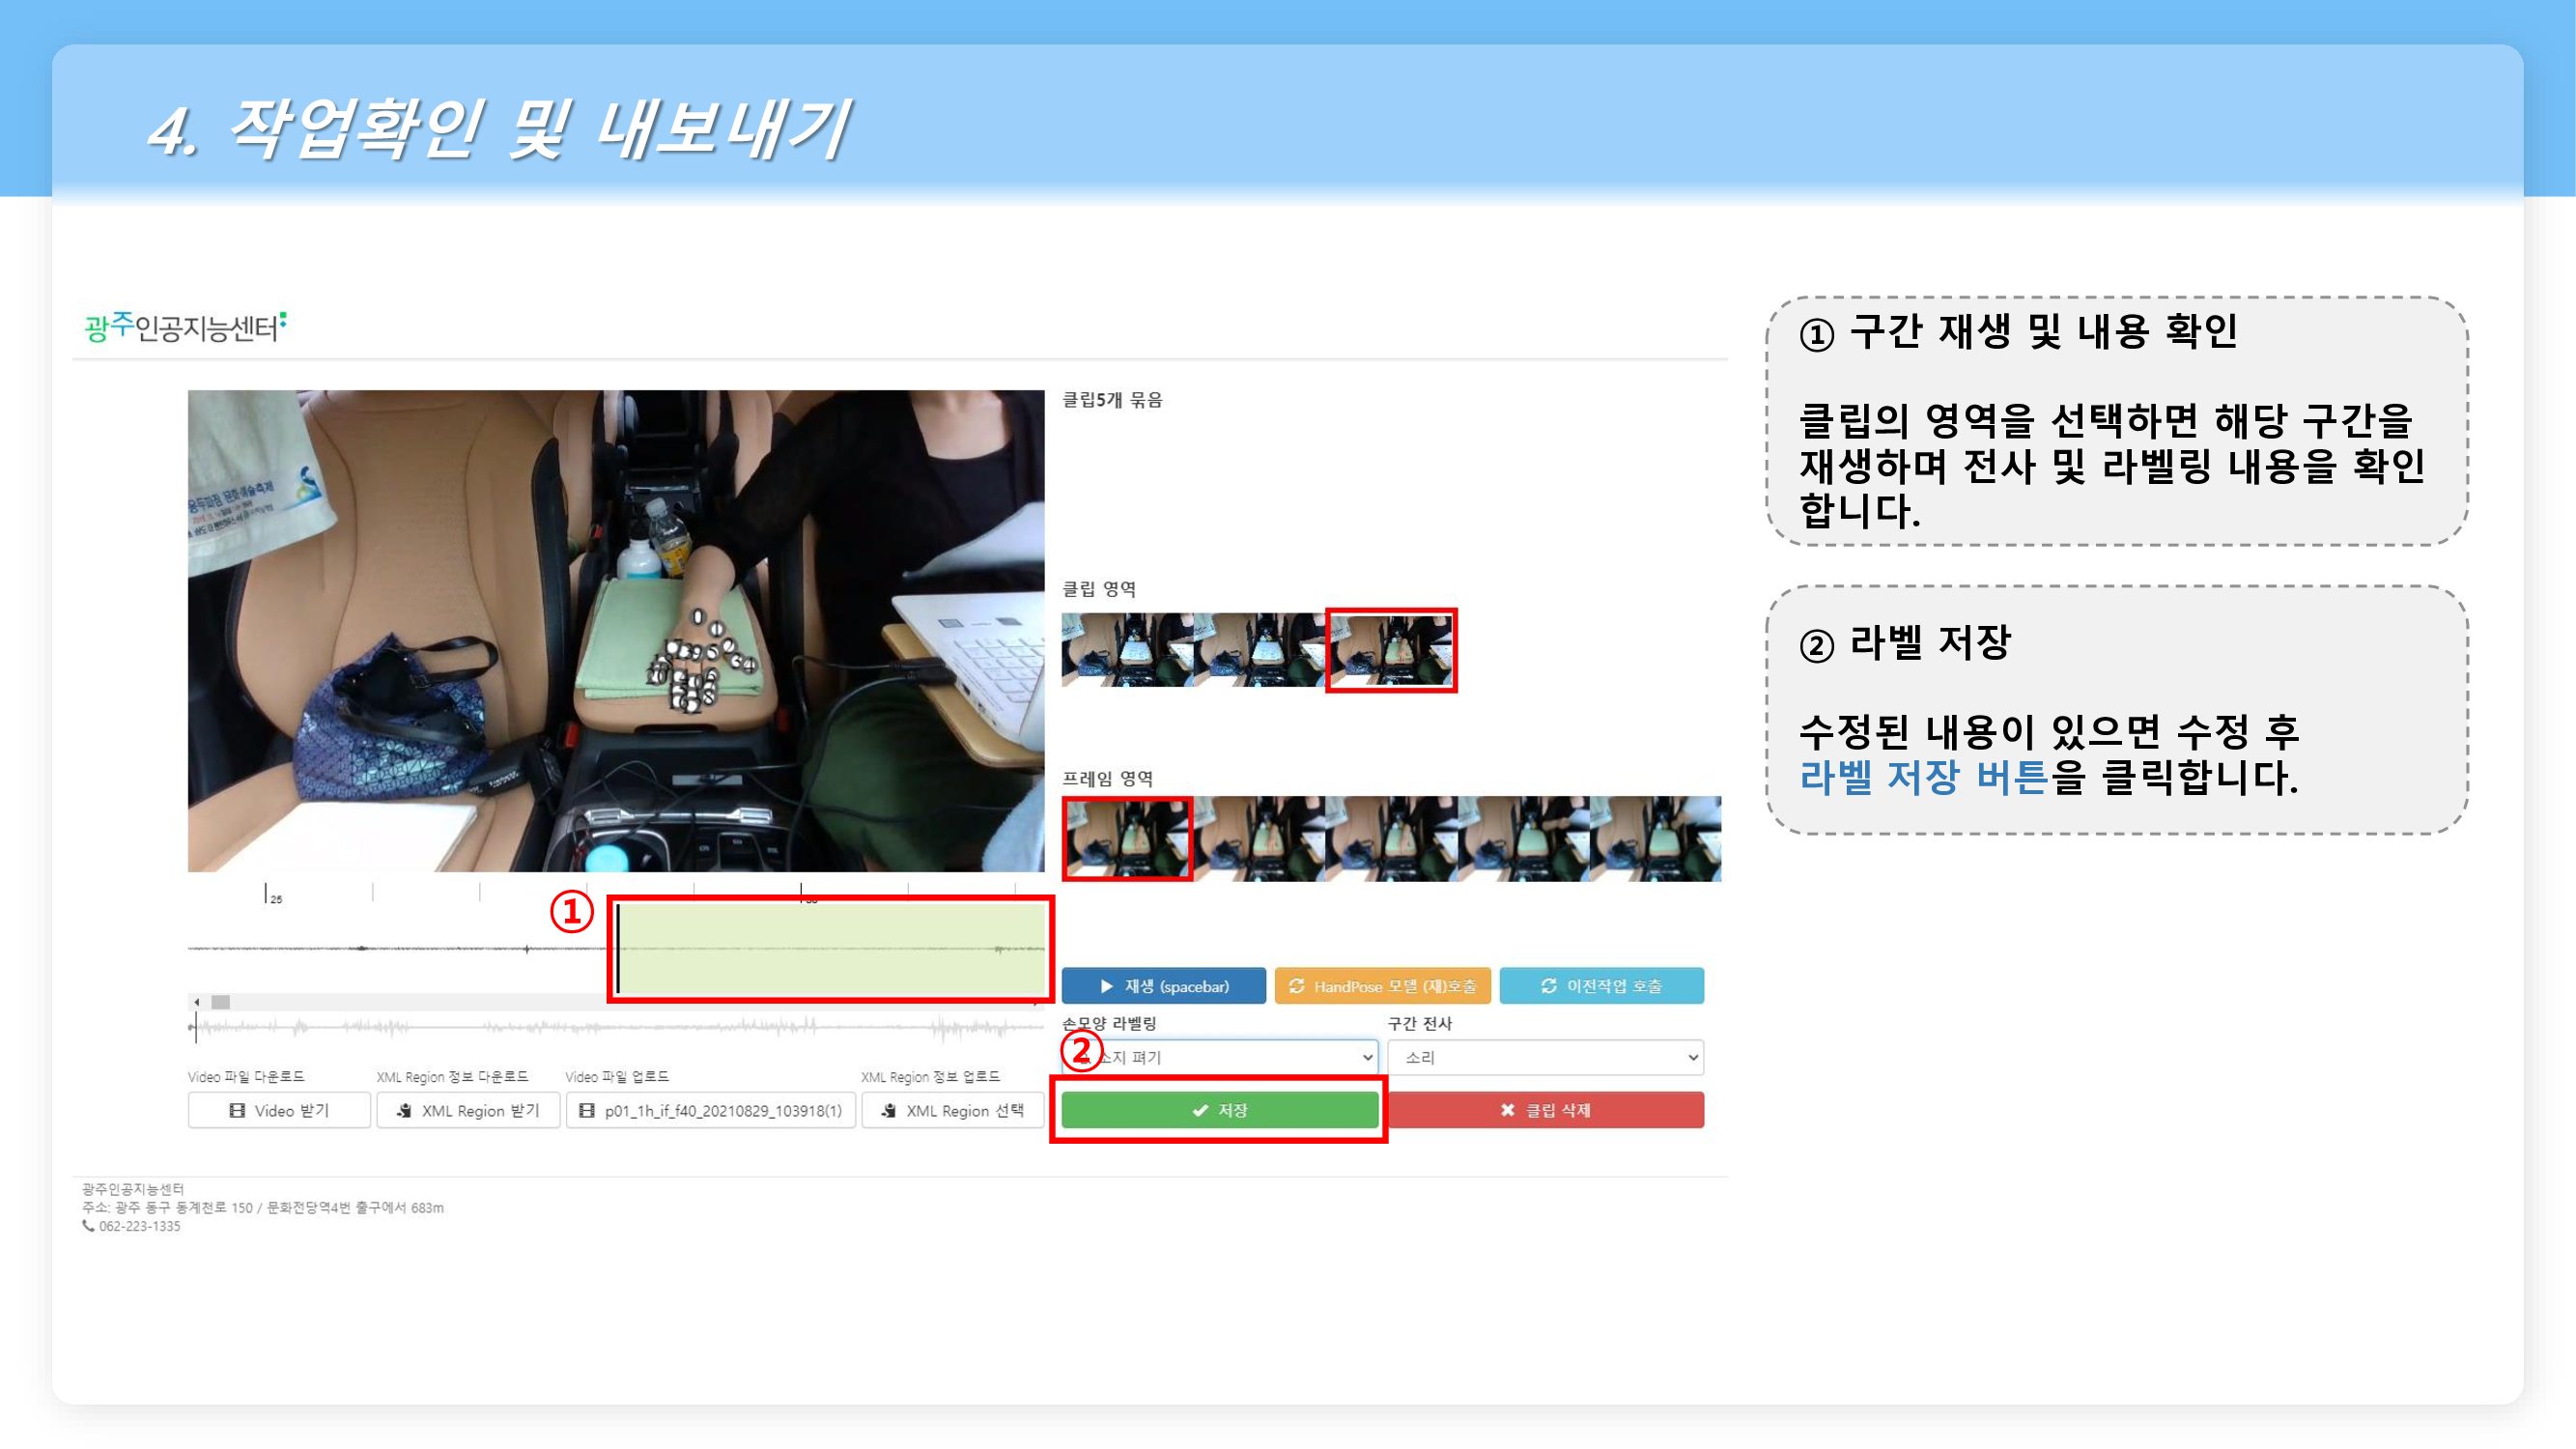 4. 작업확인 및 내보내기
광주인공지능센터
클립5개 묶음
클립 영역
프레임 영역
25
①
▶ 재생 (spacebar)
HandPose 모델 (재)호출
이전작업 호출
손모양 라벨링
구간 전사
②
소지 펴기
소리
Video 파일 다운로드
XML Region 정보 다운로드
Video 파일 업로드
XML Region 정보 업로드
Video 받기
XML Region 받기
p01_1h_if_f40_20210829_103918(1)
XML Region 선택
✔ 저장
✖ 클립 삭제
광주인공지능센터
주소: 광주 동구 동계천로 150 / 문화전당역4번 출구에서 683m
062-223-1335
① 구간 재생 및 내용 확인
클립의 영역을 선택하면 해당 구간을
재생하며 전사 및 라벨링 내용을 확인
합니다.
② 라벨 저장
수정된 내용이 있으면 수정 후
라벨 저장 버튼을 클릭합니다.